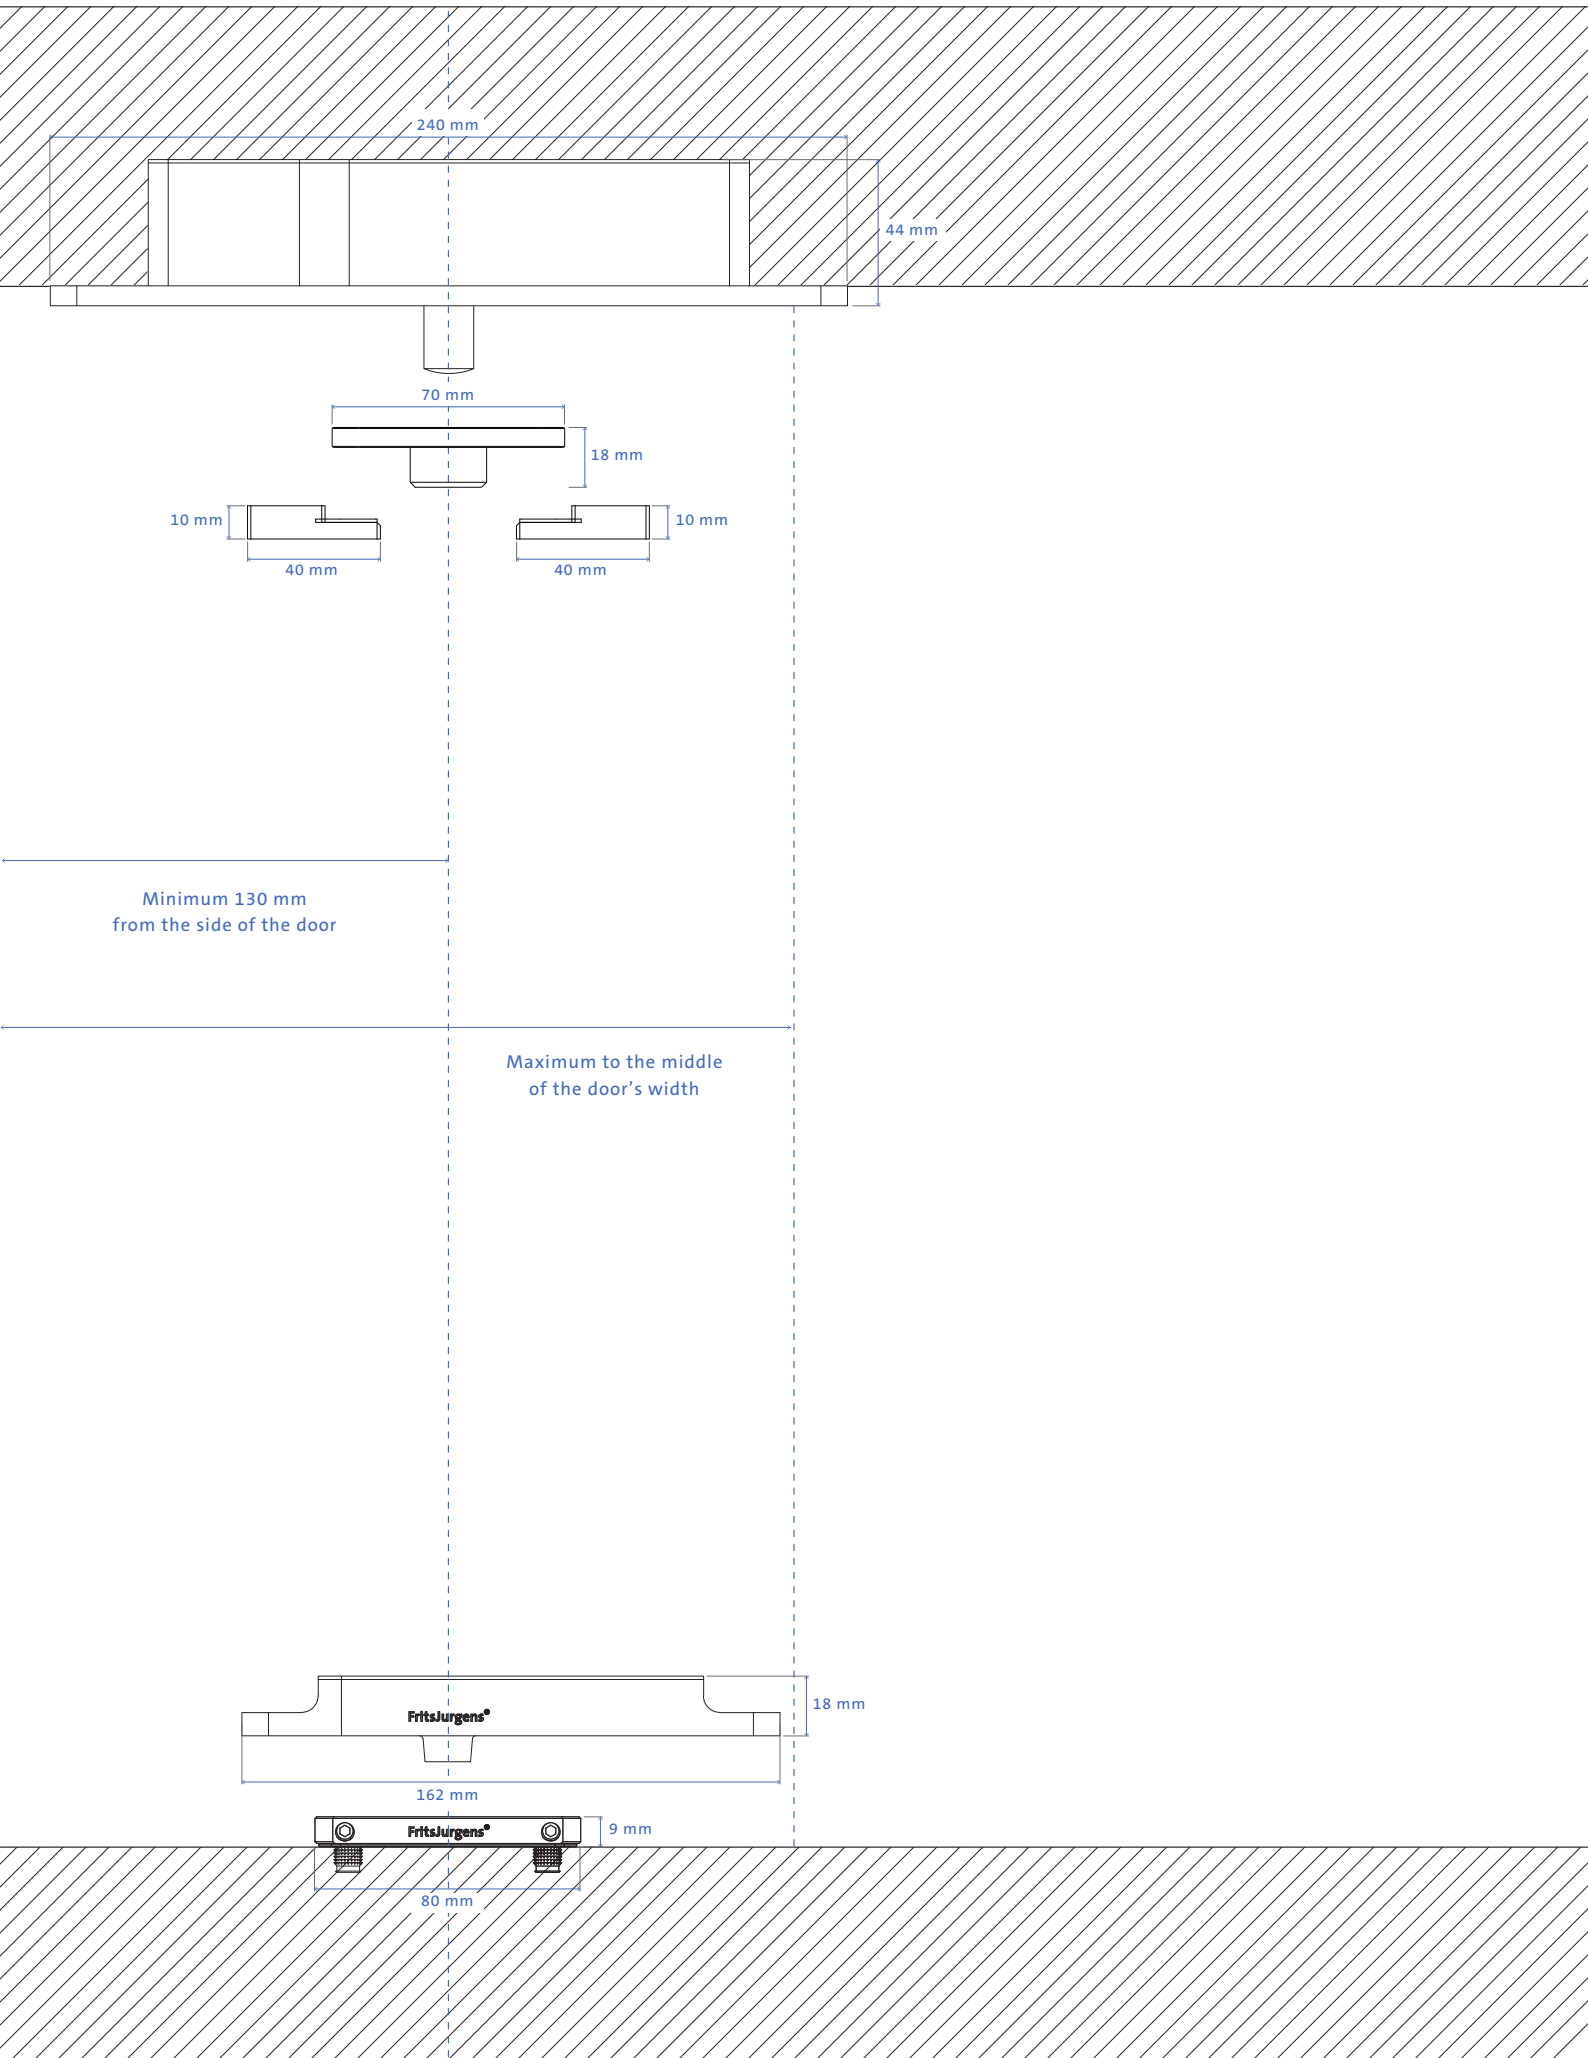 240 mm
44 mm
70 mm
18 mm
10 mm
10 mm
40 mm
40 mm
Minimum 130 mm
from the side of the door
Maximum to the middle
of the door’s width
FritsJurgens®
18 mm
162 mm
FritsJurgens®
9 mm
80 mm